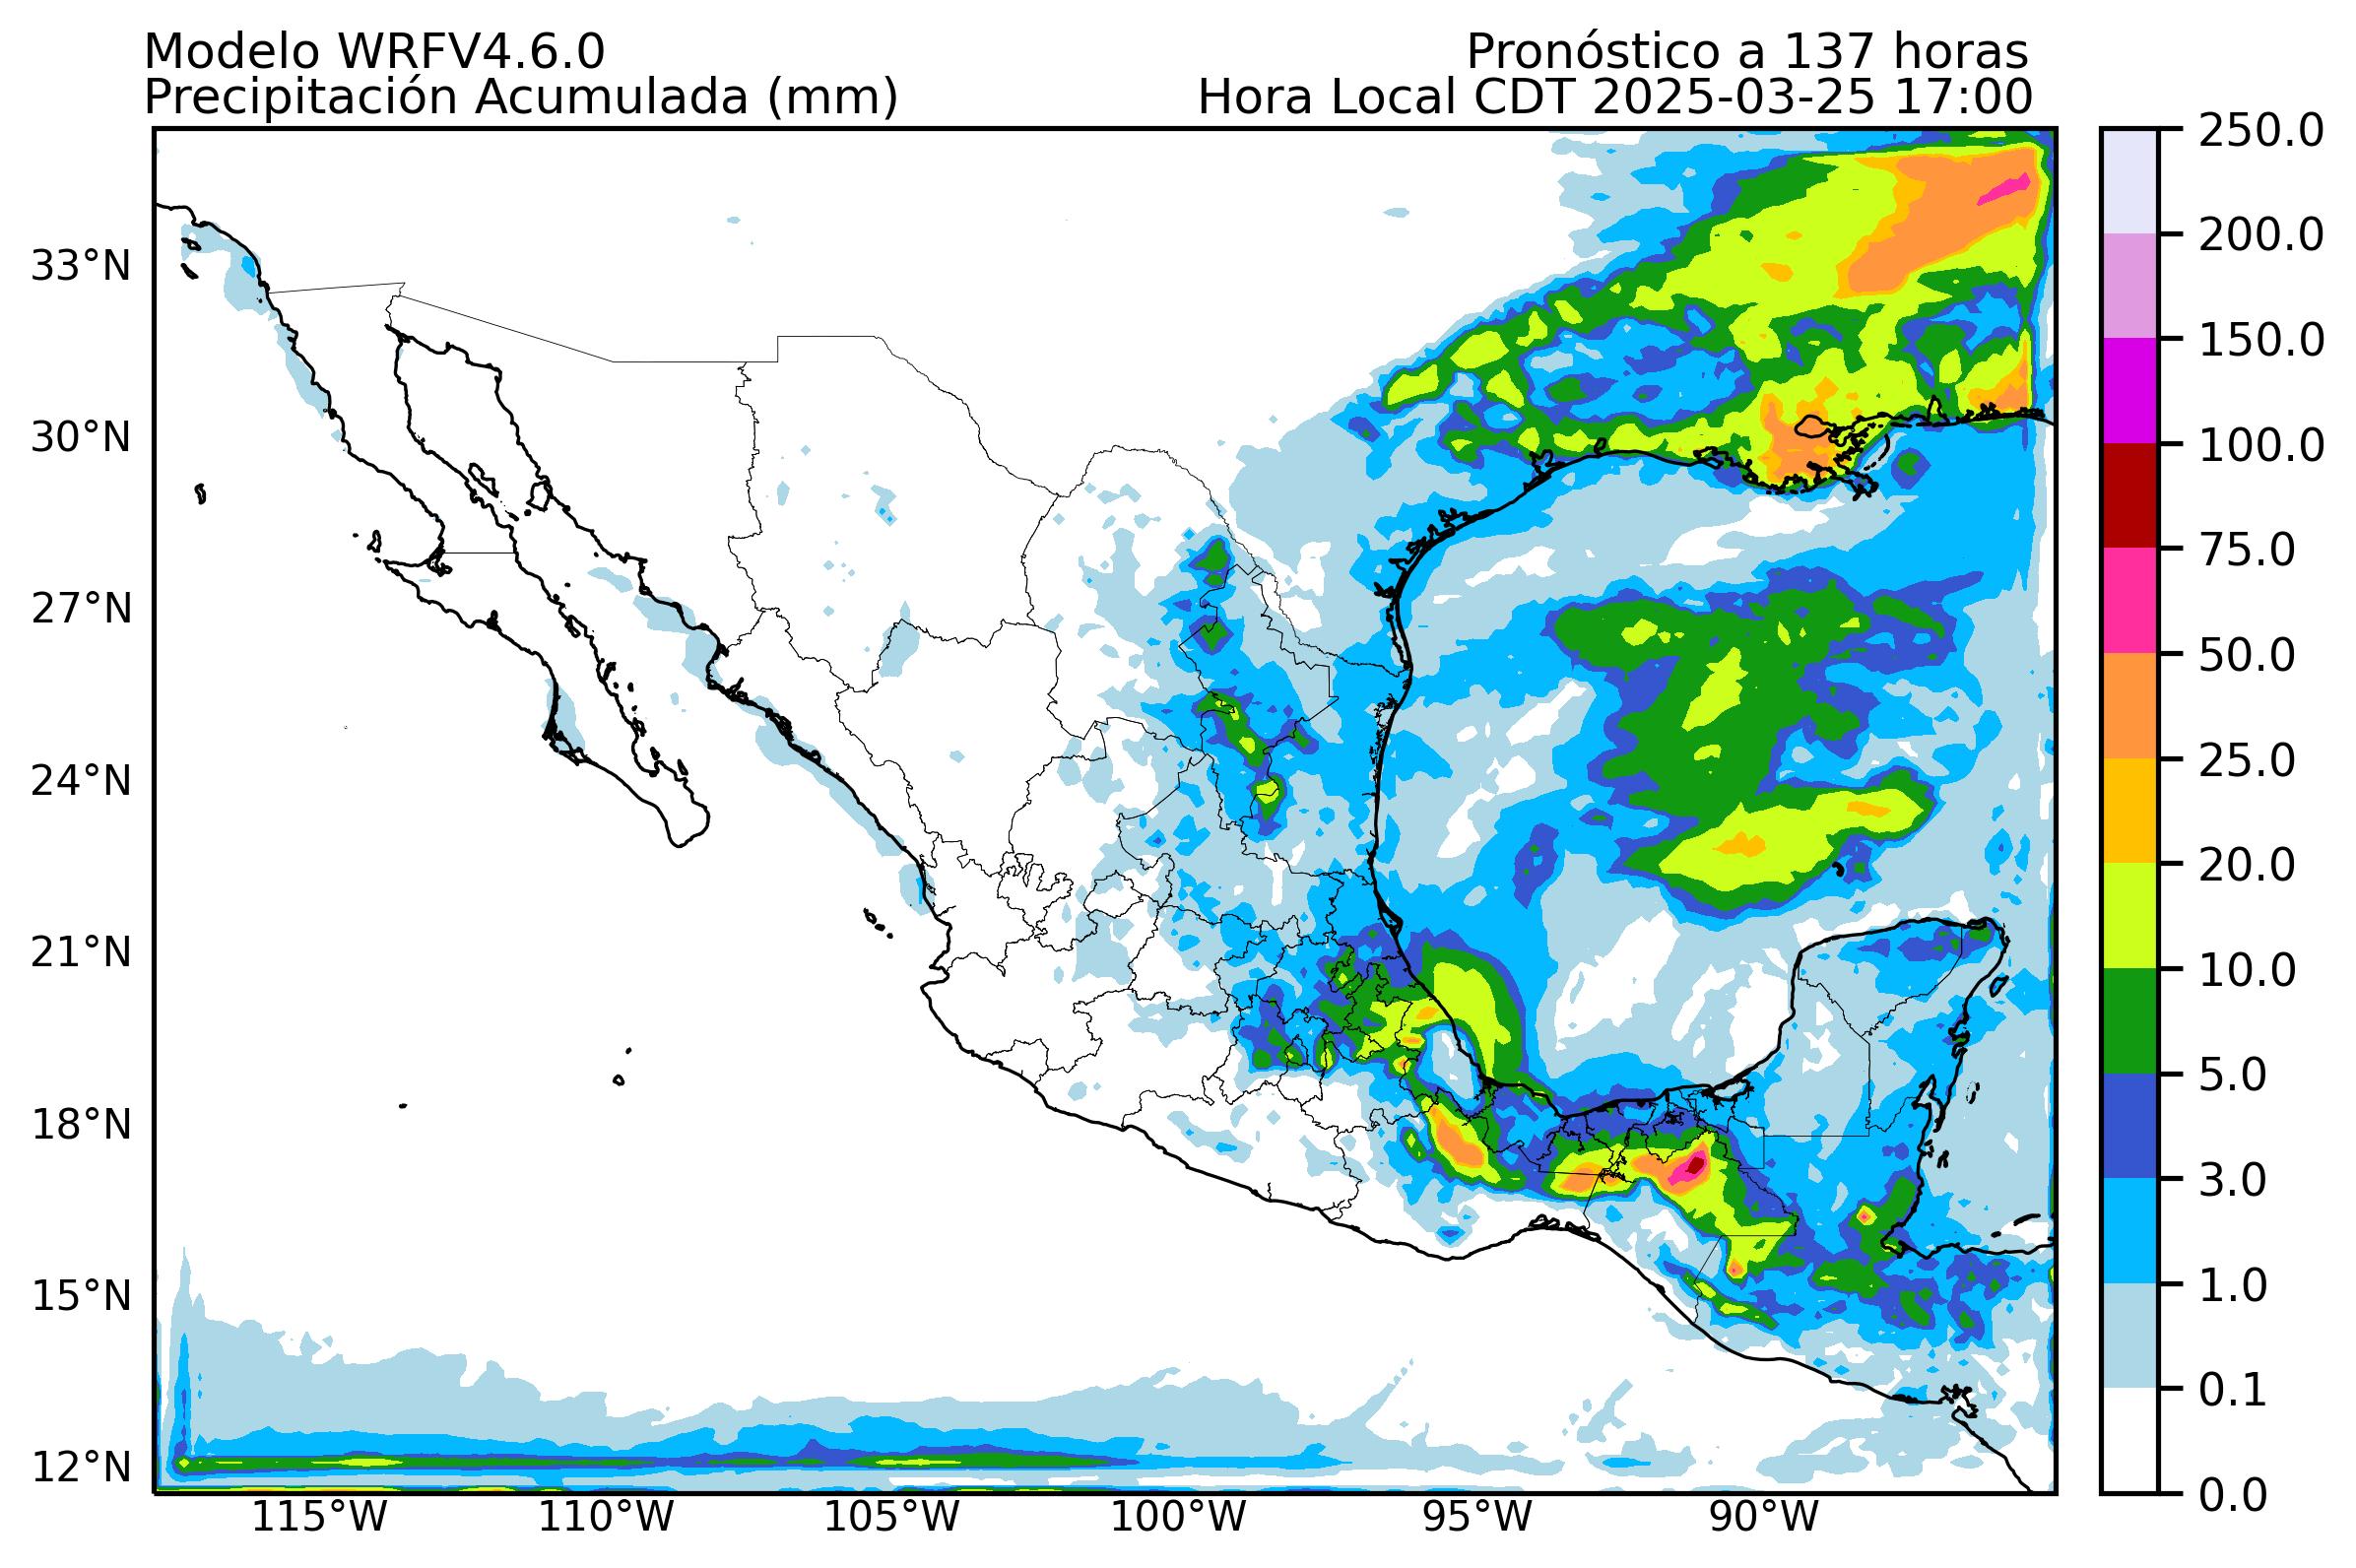 Modelo WRFV4.6.0
Pronóstico a 137 horas
Precipitación Acumulada (mm)
Hora Local CDT 2025-03-25 17:00
33°N
30°N
27°N
24°N
21°N
18°N
15°N
12°N
115°W
110°W
105°W
100°W
95°W
90°W
250.0
200.0
150.0
100.0
75.0
50.0
25.0
20.0
10.0
5.0
3.0
1.0
0.1
0.0